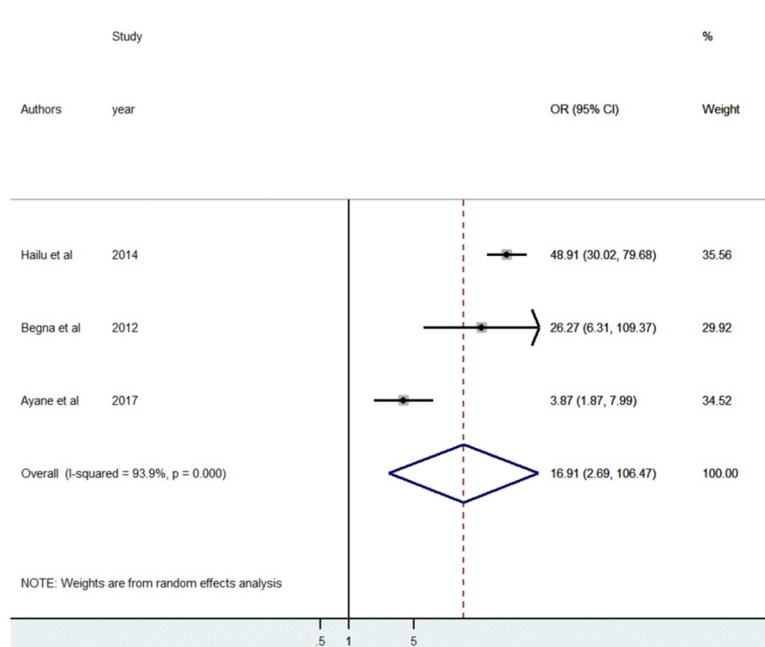 Study %
Authors year OR (95% CI) Weight
Hailu et al 2014 48.91 (30.02, 79.68) 35.56
Begna et al 2012 26.27 (6.31, 109.37) 29.92
Ayane et al 2017 3.87 (1.87, 7.99) 34.52
Overall (I-squared = 93.9%, p = 0.000) 16.91 (2.69, 106.47) 100.00
NOTE: Weights are from random effects analysis
.5 1 5